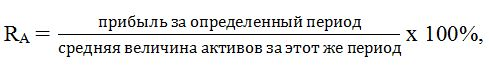 прибыль за определенный период
R_A = ――― х 100%,
средняя величина активов за этот же период